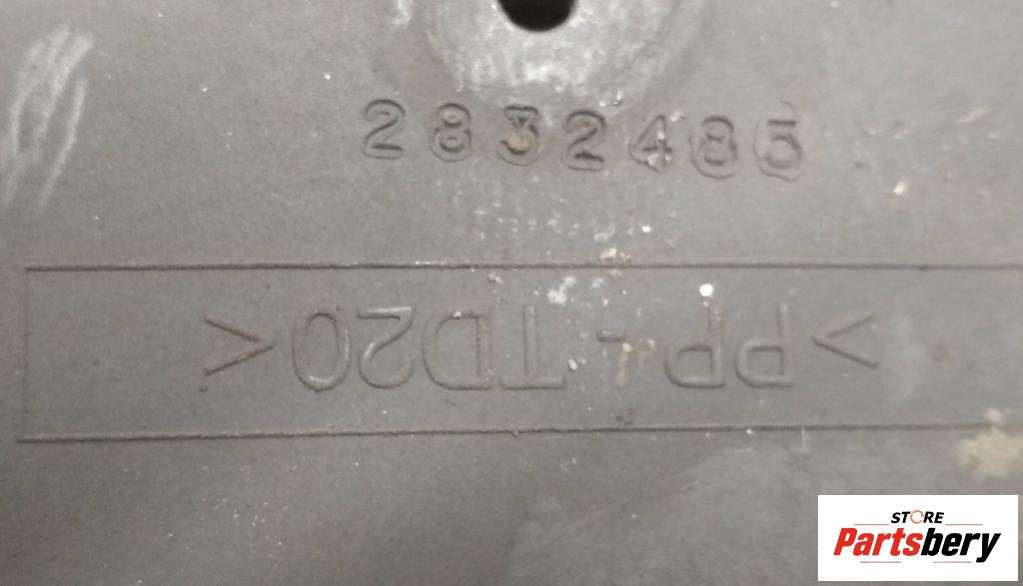 2832485
>PP-TD20<
STORE
Partsbery